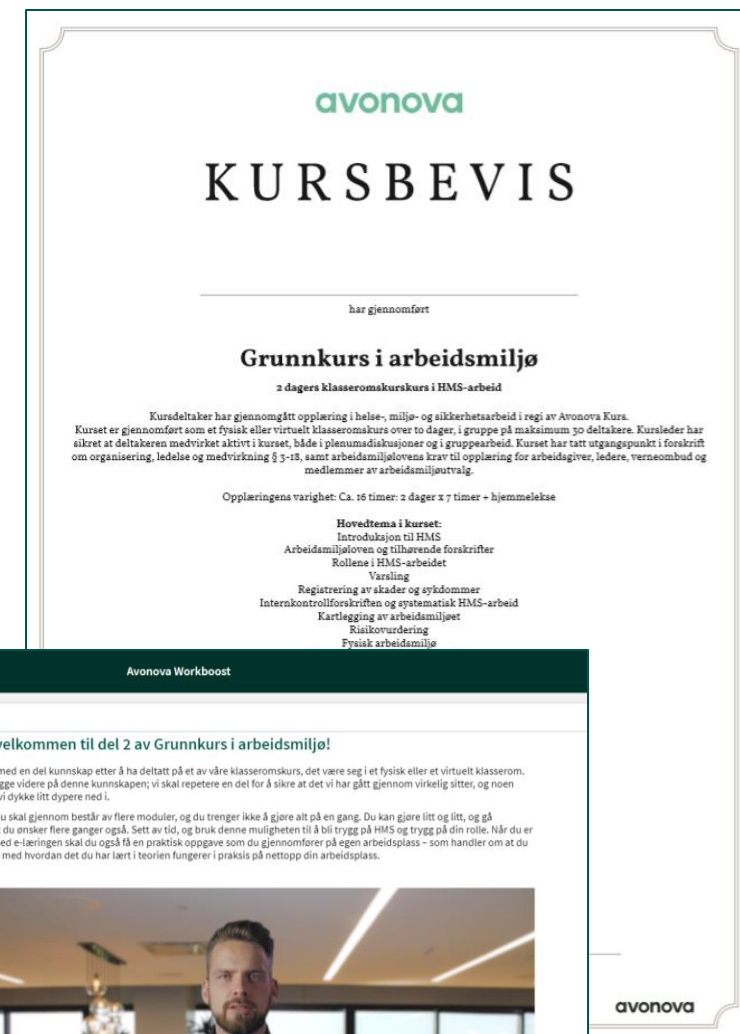 avonova
KURSBEVIS
har gjennomført
Grunnkurs i arbeidsmiljø
2 dagers klasseromskurskurs i HMS-arbeid
Kursdeltaker har gjennomgått opplæring i helse-, miljø- og sikkerhetsarbeid i regi av Avonova Kurs.
Kurset er gjennomført som et fysisk eller virtuelt klasseromskurs over to dager, i gruppe på maksimum 30 deltakere. Kursleder har
sikret at deltakeren medvirket aktivt i kurset, både i plenumsdiskusjoner og i gruppearbeid. Kurset har tatt utgangspunkt i forskrift
om organisering, ledelse og medvirkning § 3-18, samt arbeidsmiljølovens krav til opplæring for arbeidsgiver, ledere, verneombud og
medlemmer av arbeidsmiljøutvalg.
Opplæringens varighet: Ca. 16 timer: 2 dager x 7 timer + hjemmelekse
Hovedtema i kurset:
Introduksjon til HMS
Arbeidsmiljøloven og tilhørende forskrifter
Rollene i HMS-arbeidet
Varsling
Registrering av skader og sykdommer
Internkontrollforskriften og systematisk HMS-arbeid
Kartlegging av arbeidsmiljøet
Risikovurdering
Fysisk arbeidsmiljø
Avonova Workboost
velkommen til del 2 av Grunnkurs i arbeidsmiljø!
med en del kunnskap etter å ha deltatt på et av våre klasseromskurs, det være seg i et fysisk eller et virtuelt klasserom.
gge videre på denne kunnskapen; vi skal repetere en del for å sikre at det vi har gått gjennom virkelig sitter, og noen
vi dykke litt dypere ned i.
u skal gjennom består av flere moduler, og du trenger ikke å gjøre alt på en gang. Du kan gjøre litt og litt, og gå
t du ønsker flere ganger også. Sett av tid, og bruk denne muligheten til å bli trygg på HMS og trygg på din rolle. Når du er
ed e-læringen skal du også få en praktisk oppgave som du gjennomfører på egen arbeidsplass – som handler om at du
med hvordan det du har lært i teorien fungerer i praksis på nettopp din arbeidsplass.
avonova